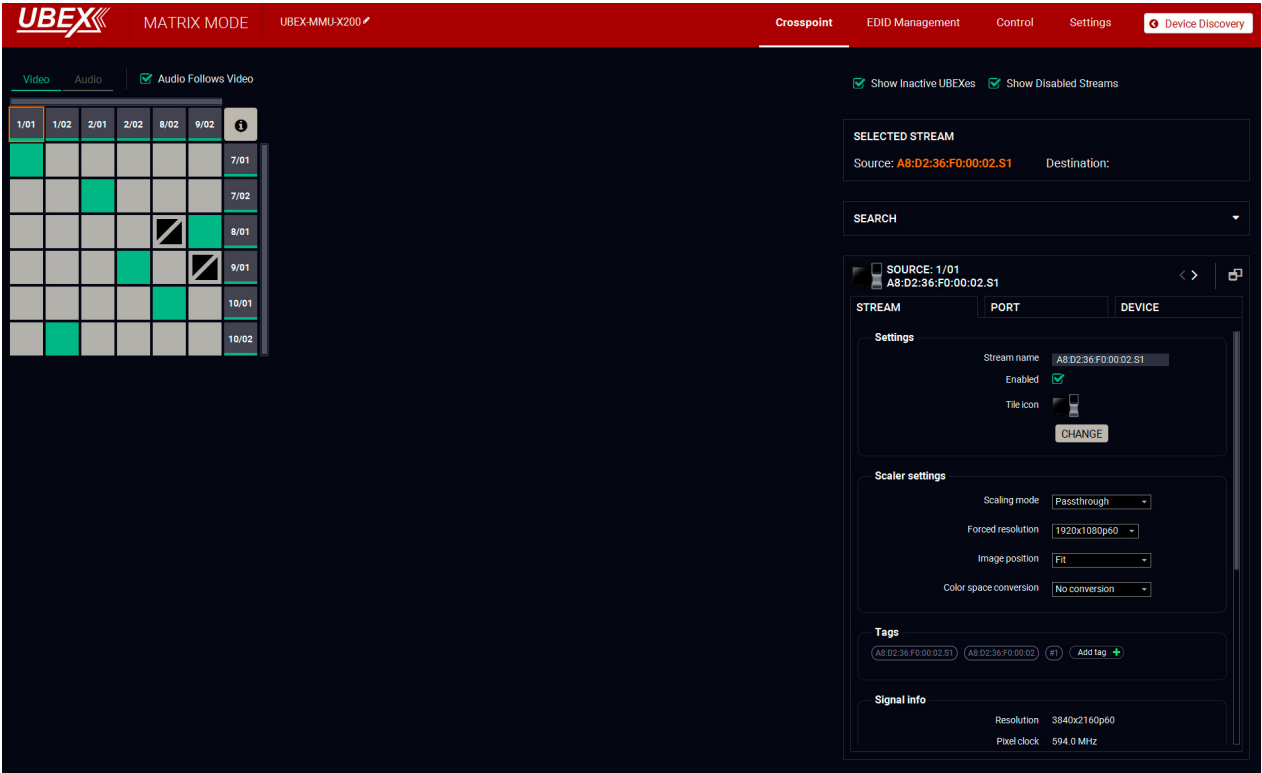 UBEX MATRIX MODE UBEX-MMU-X200 Crosspoint EDID Management Control Settings Device Discovery
Video Audio Audio Follows Video
Show Inactive UBEXes Show Disabled Streams
1/01 1/02 2/01 2/02 8/02 9/02
7/01
7/02
8/01
9/01
10/01
10/02
SELECTED STREAM
Source: A8:D2:36:F0:00:02.S1 Destination:
SEARCH
SOURCE: 1/01
A8:D2:36:F0:00:02.S1
STREAM PORT DEVICE
Settings
Stream name A8:D2:36:F0:00:02.S1
Enabled
Tile icon
CHANGE
Scaler settings
Scaling mode Passthrough
Forced resolution 1920x1080p60
Image position Fit
Color space conversion No conversion
Tags
A8:D2:36:F0:00:02.S1 A8:D2:36:F0:00:02 #1 Add tag
Signal info
Resolution 3840x2160p60
Pixel clock 594.0 MHz